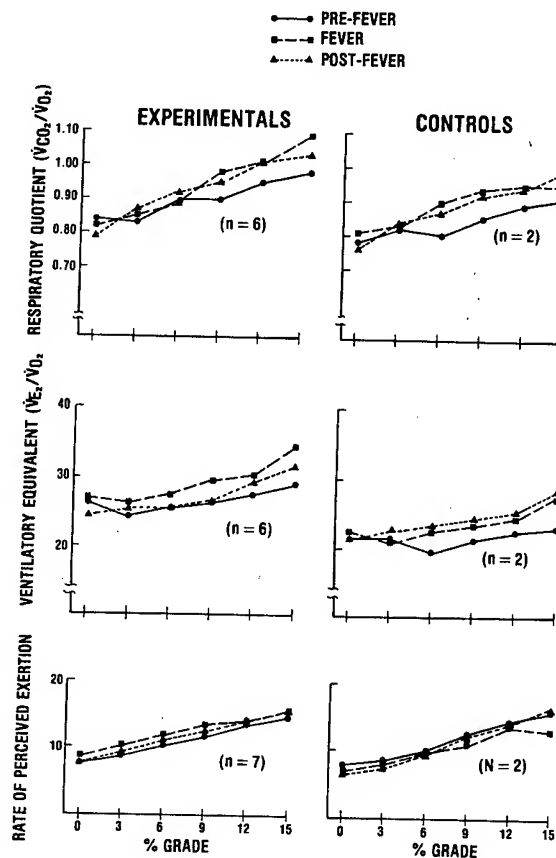 PRE-FEVER
FEVER
POST-FEVER
EXPERIMENTALS
CONTROLS
RESPIRATORY QUOTIENT (V̇CO₂/V̇O₂)
1.10
1.00
0.90
0.80
0.70
(n = 6)
(n = 2)
VENTILATORY EQUIVALENT (V̇E₂/V̇O₂)
40
30
20
(n = 6)
(n = 2)
RATE OF PERCEIVED EXERTION
20
10
(n = 7)
(N = 2)
0 3 6 9 12 15
0 3 6 9 12 15
% GRADE
% GRADE